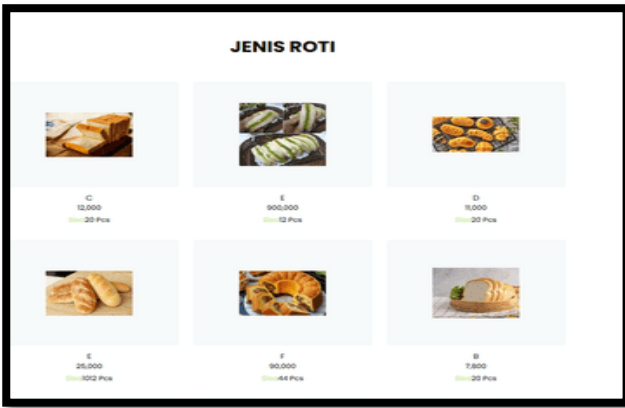 JENIS ROTI
C
12,000
20 Pcs
E
900,000
12 Pcs
D
11,000
20 Pcs
E
25,000
1012 Pcs
F
90,000
44 Pcs
B
7,800
20 Pcs